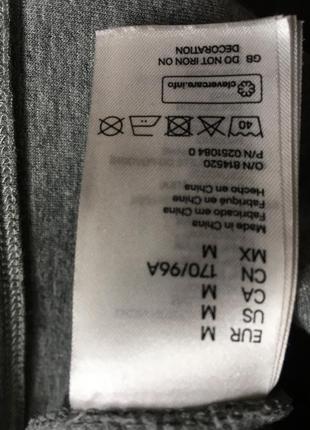 EUR M
US M
CA M
CN 170/96A
MX M
Made in China
Fabricado em China
Fabriqué en China
Hecho en China
O/N 814520
P/N 0251084 0
40
clevercare.info
GB DO NOT IRON ON
DECORATION